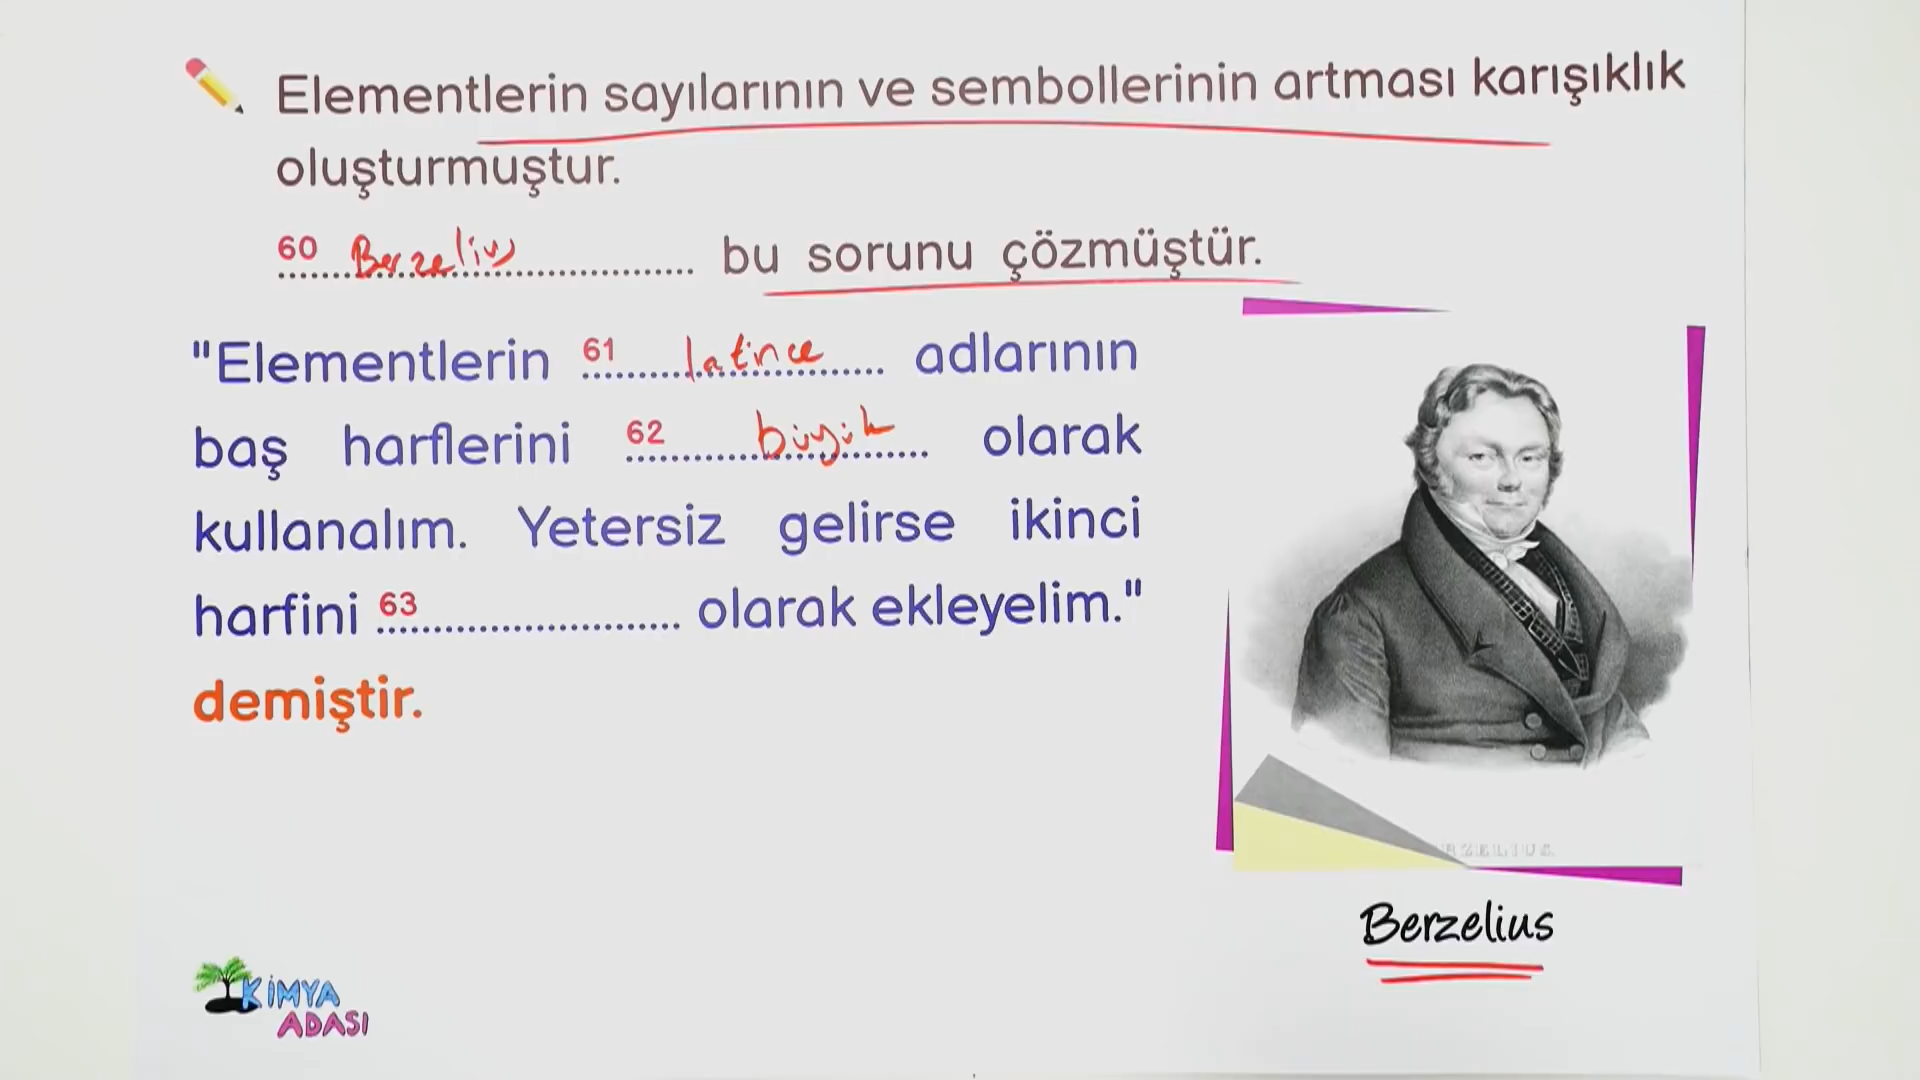 Elementlerin sayılarının ve sembollerinin artması karışıklık
oluşturmuştur.
60 Berzelius bu sorunu çözmüştür.
"Elementlerin 61 latince adlarının
baş harflerini 62 büyük olarak
kullanalım. Yetersiz gelirse ikinci
harfini 63 olarak ekleyelim."
demiştir.
RZELIUS
Berzelius
KİMYA
ADASI